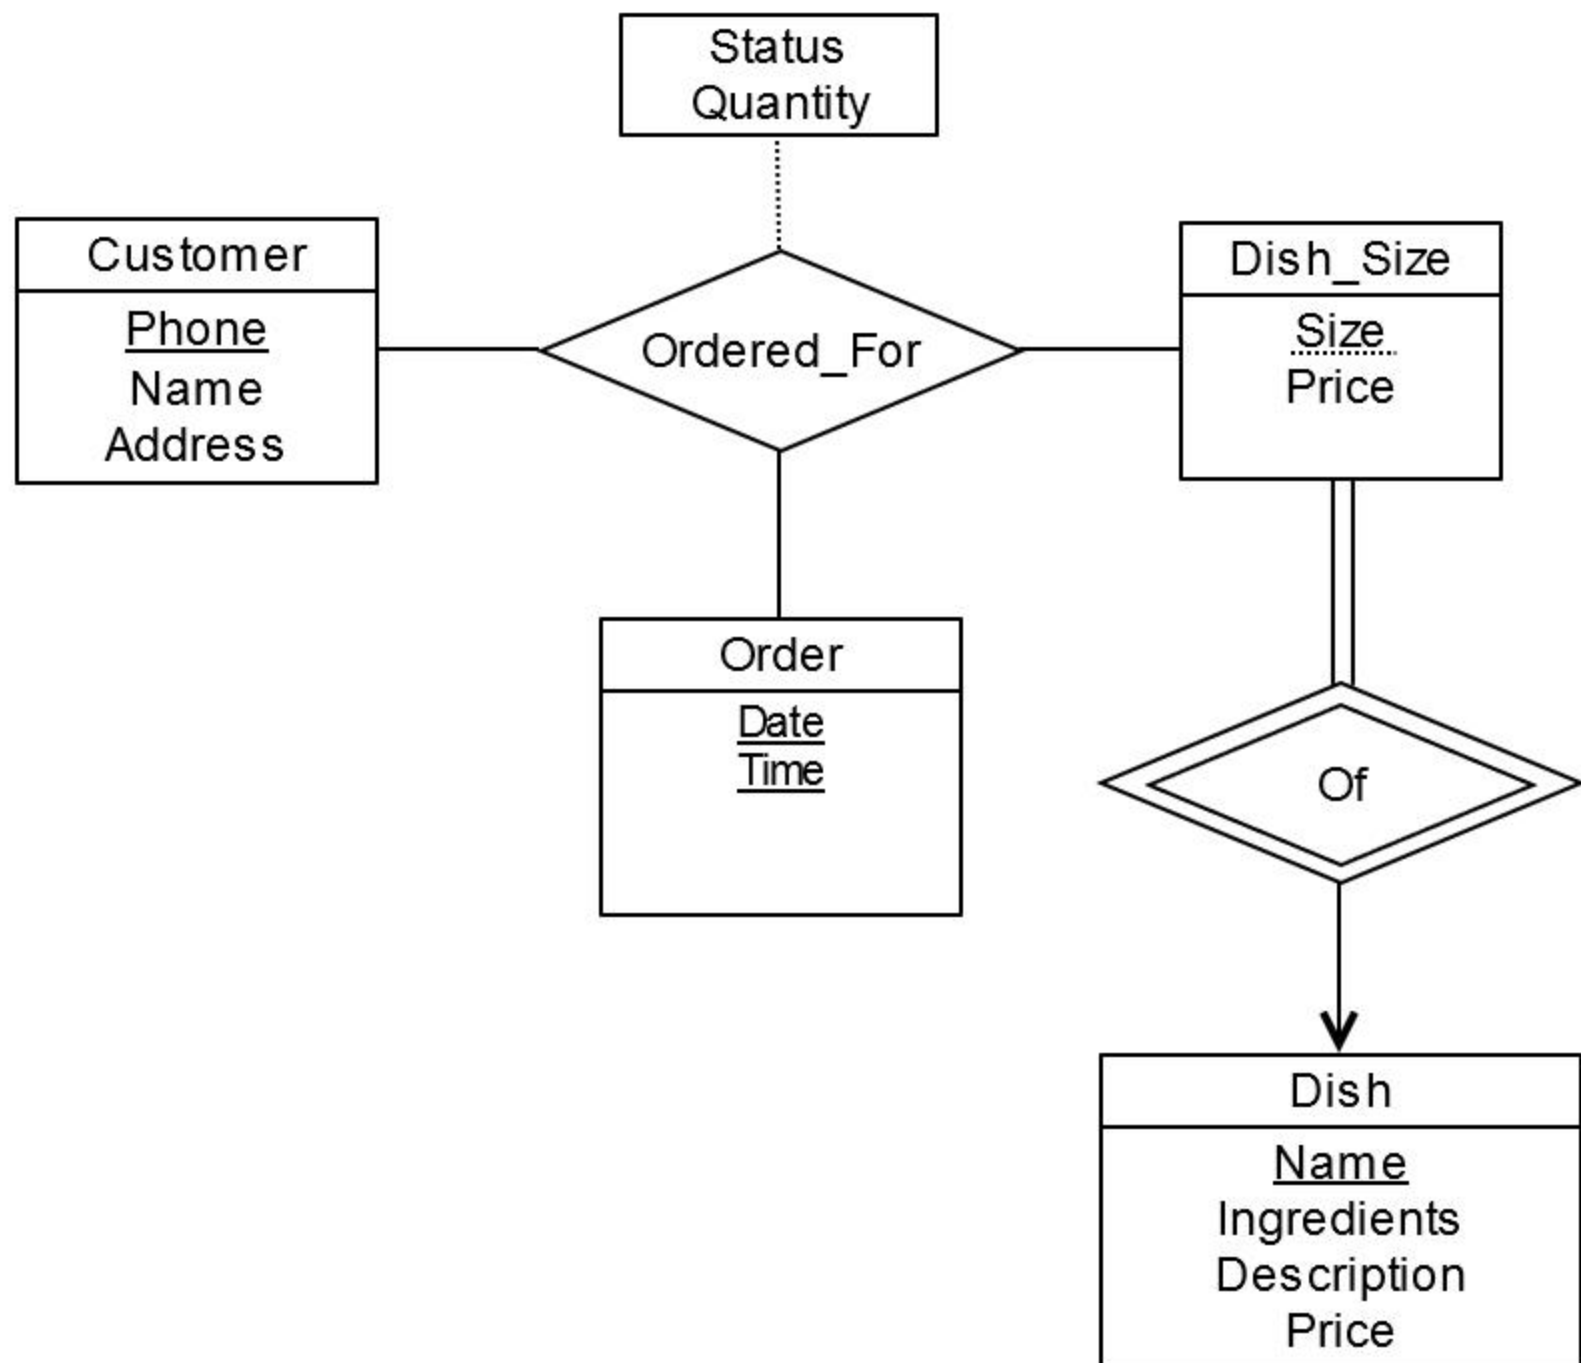 Status
Quantity
Customer
Phone
Name
Address
Ordered_For
Dish_Size
Size
Price
Order
Date
Time
Of
Dish
Name
Ingredients
Description
Price